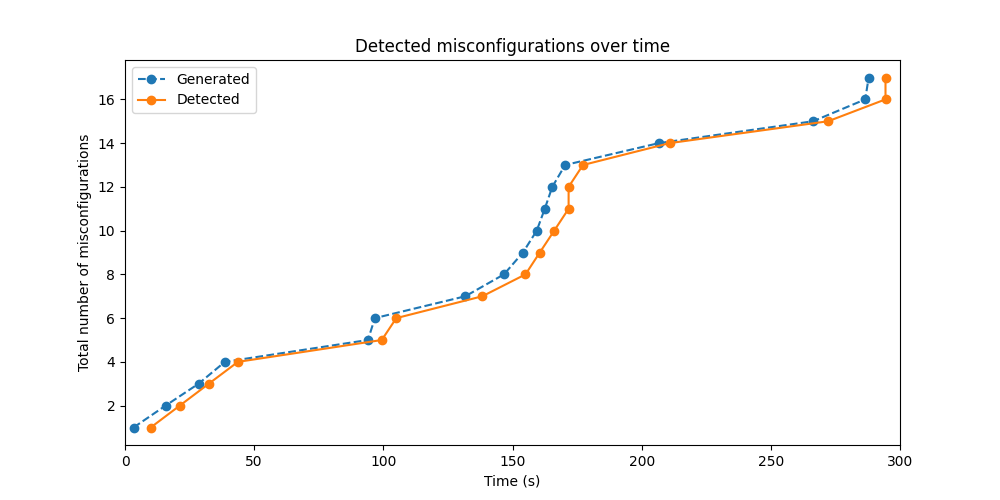 Detected misconfigurations over time
Generated
Detected
Total number of misconfigurations
16
14
12
10
8
6
4
2
0 50 100 150 200 250 300
Time (s)